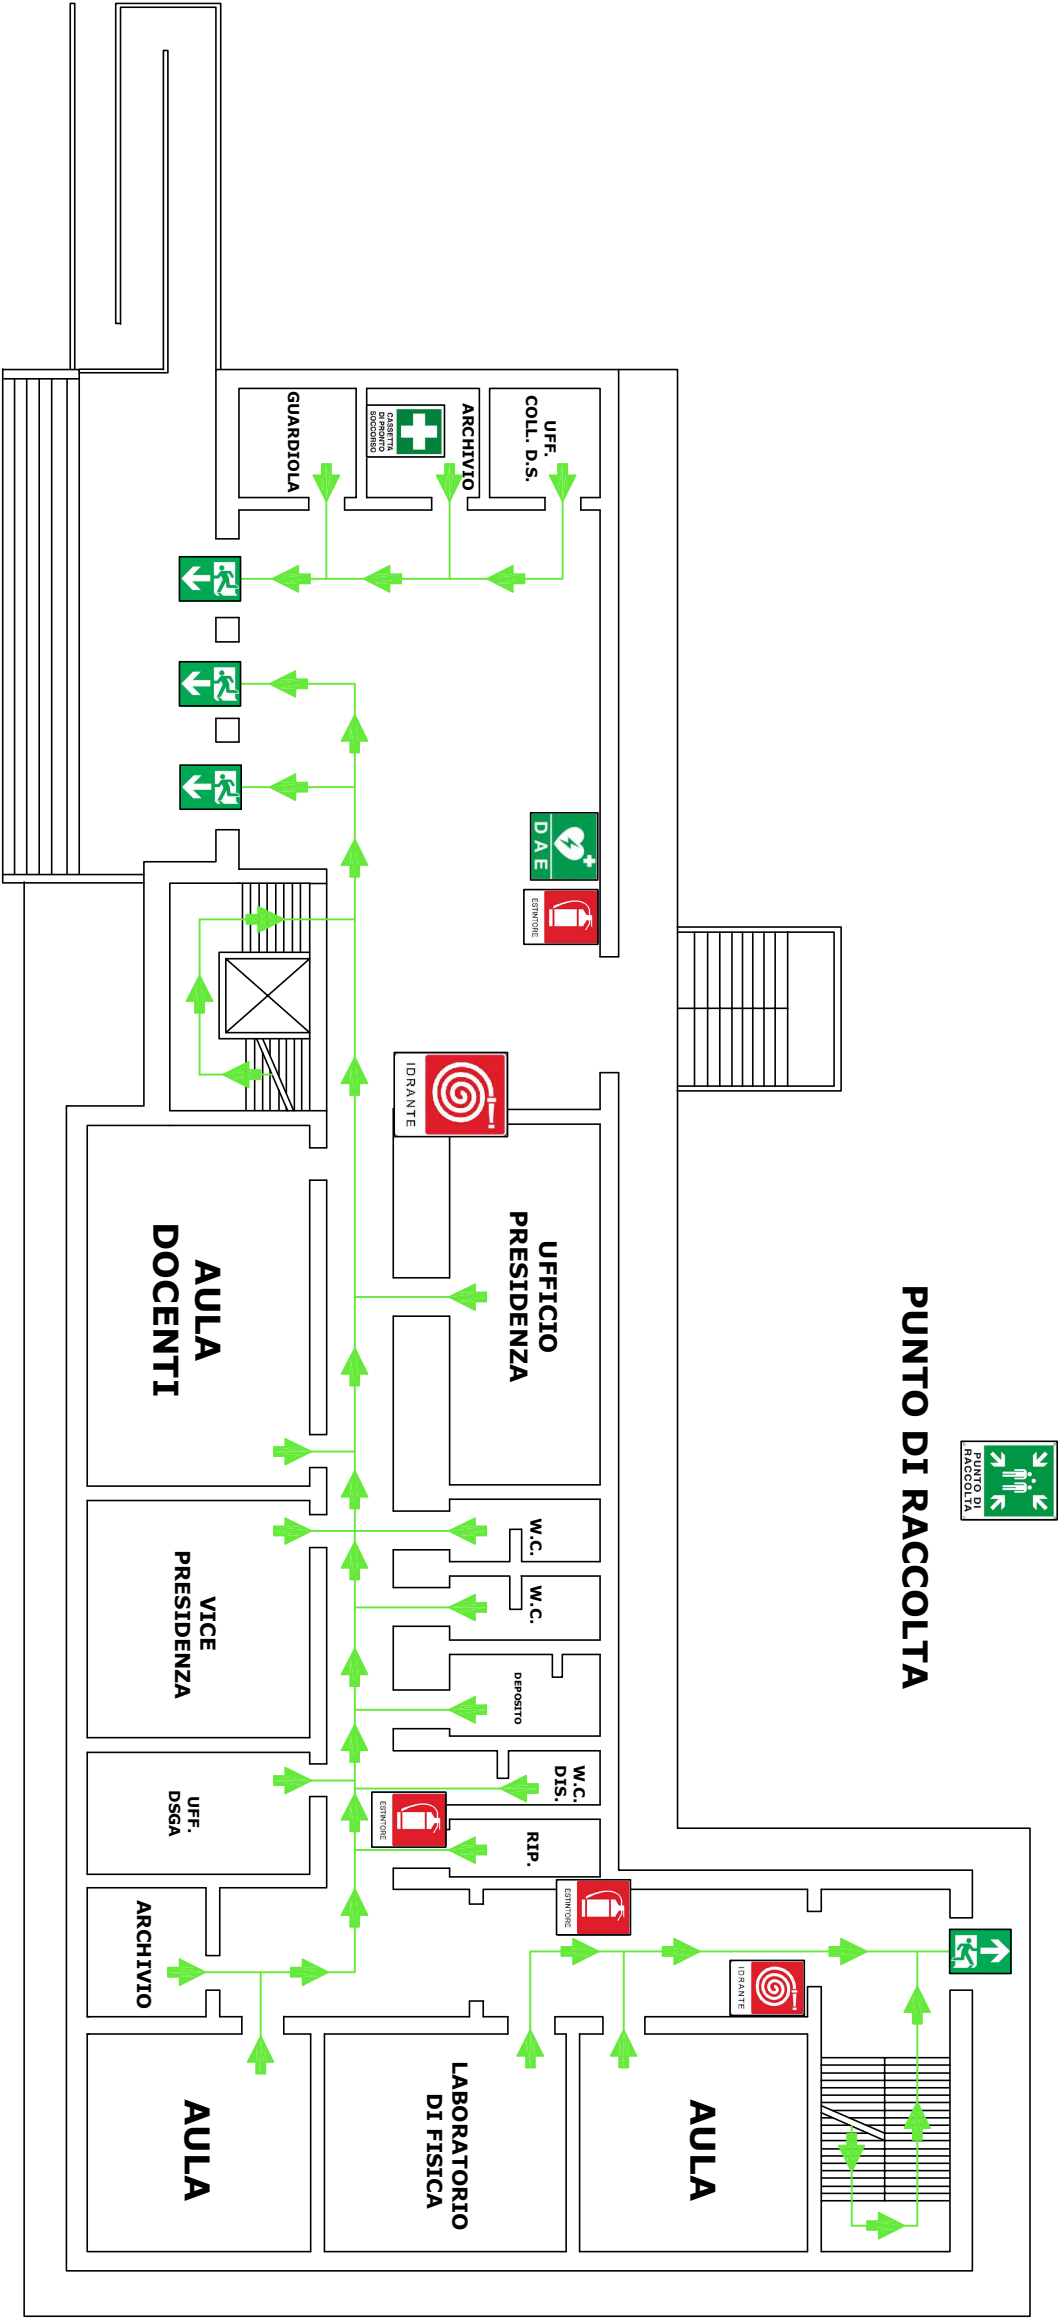 PUNTO DI
RACCOLTA
PUNTO DI RACCOLTA
UFF.
COLL. D.S.
ARCHIVIO
CASSETTA
DI PRONTO
SOCCORSO
GUARDIOLA
DAE
ESTINTORE
IDRANTE
UFFICIO
PRESIDENZA
W.C.
W.C.
DEPOSITO
W.C.
DIS.
RIP.
ESTINTORE
ESTINTORE
IDRANTE
AULA
LABORATORIO
DI FISICA
AULA
DOCENTI
VICE
PRESIDENZA
UFF.
DSGA
ARCHIVIO
AULA